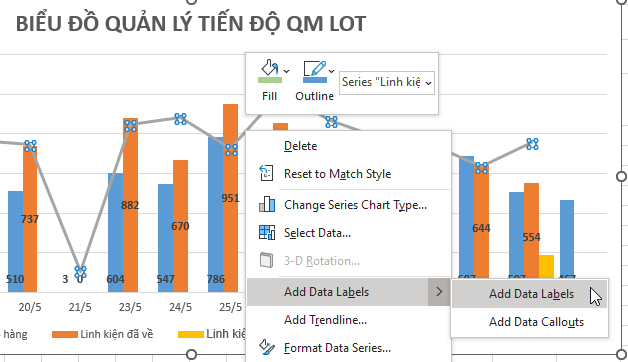 BIỂU ĐỒ QUẢN LÝ TIẾN ĐỘ QM LOT
Fill
Outline
Series "Linh kiệ
Delete
Reset to Match Style
Change Series Chart Type...
Select Data...
3-D Rotation...
Add Data Labels
Add Trendline...
Format Data Series...
Add Data Labels
Add Data Callouts
737
882
670
951
644
554
510
3 0
604
547
786
467
20/5
21/5
23/5
24/5
25/5
hàng
Linh kiện đã về
Linh k